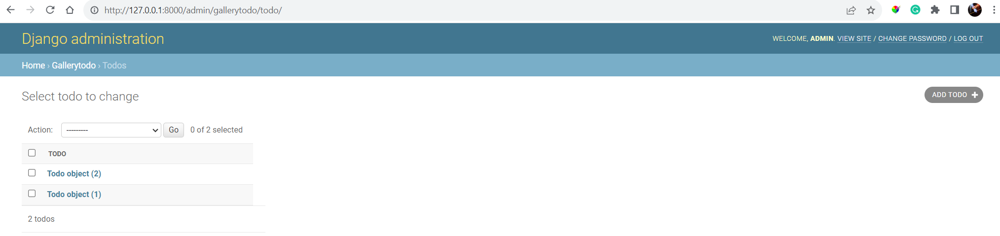 http://127.0.0.1:8000/admin/gallerytodo/todo/
Django administration
WELCOME, ADMIN. VIEW SITE / CHANGE PASSWORD / LOG OUT
Home › Gallerytodo › Todos
Select todo to change
ADD TODO +
Action: --------- Go 0 of 2 selected
TODO
Todo object (2)
Todo object (1)
2 todos